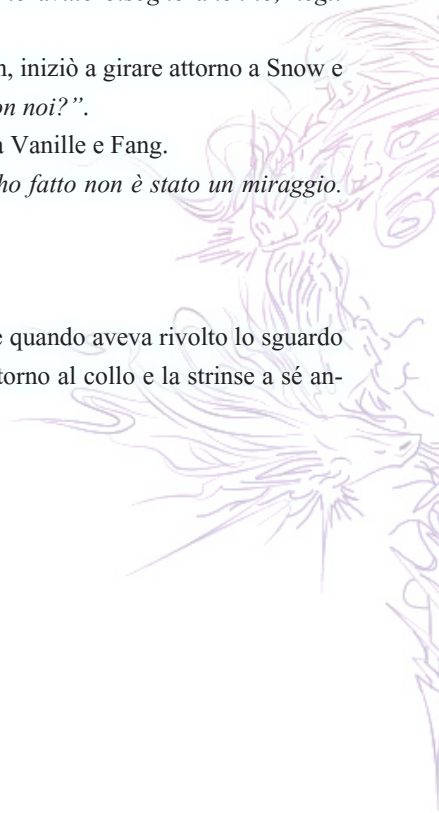 n, iniziò a girare attorno a Snow e
on noi?”.
a Vanille e Fang.
ho fatto non è stato un miraggio.
e quando aveva rivolto lo sguardo
torno al collo e la strinse a sé an-